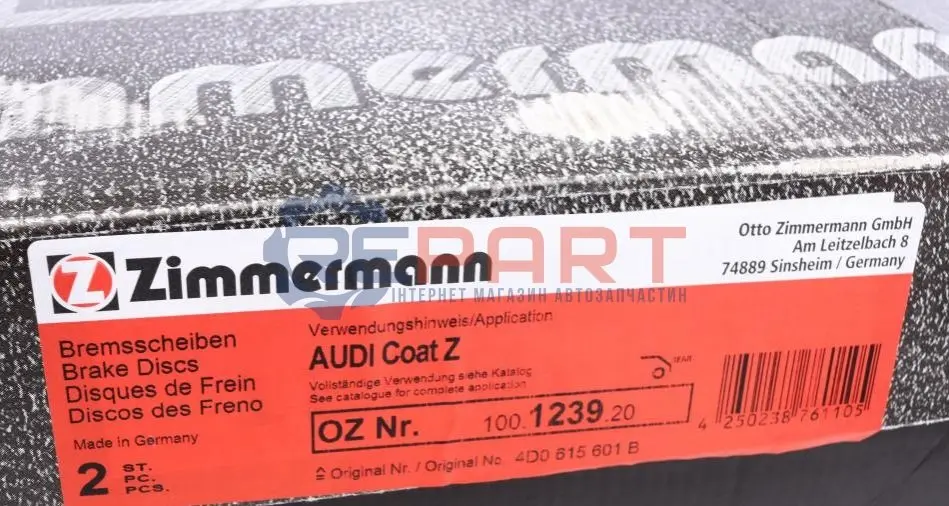 mmermann
Z Zimmermann
Otto Zimmermann GmbH
Am Leitzelbach 8
74889 Sinsheim / Germany
REPART
ІНТЕРНЕТ МАГАЗИН АВТОЗАПЧАСТИН
Bremsscheiben
Brake Discs
Disques de Frein
Discos des Freno
Made in Germany
2 ST.
PC.
PCS.
Verwendungshinweis/Application
AUDI Coat Z
Vollständige Verwendung siehe Katalog
See catalogue for complete application
OZ Nr. 100.1239.20
≙ Original Nr. / Original No. 4D0 615 601 B
REAR
4 250238 761105